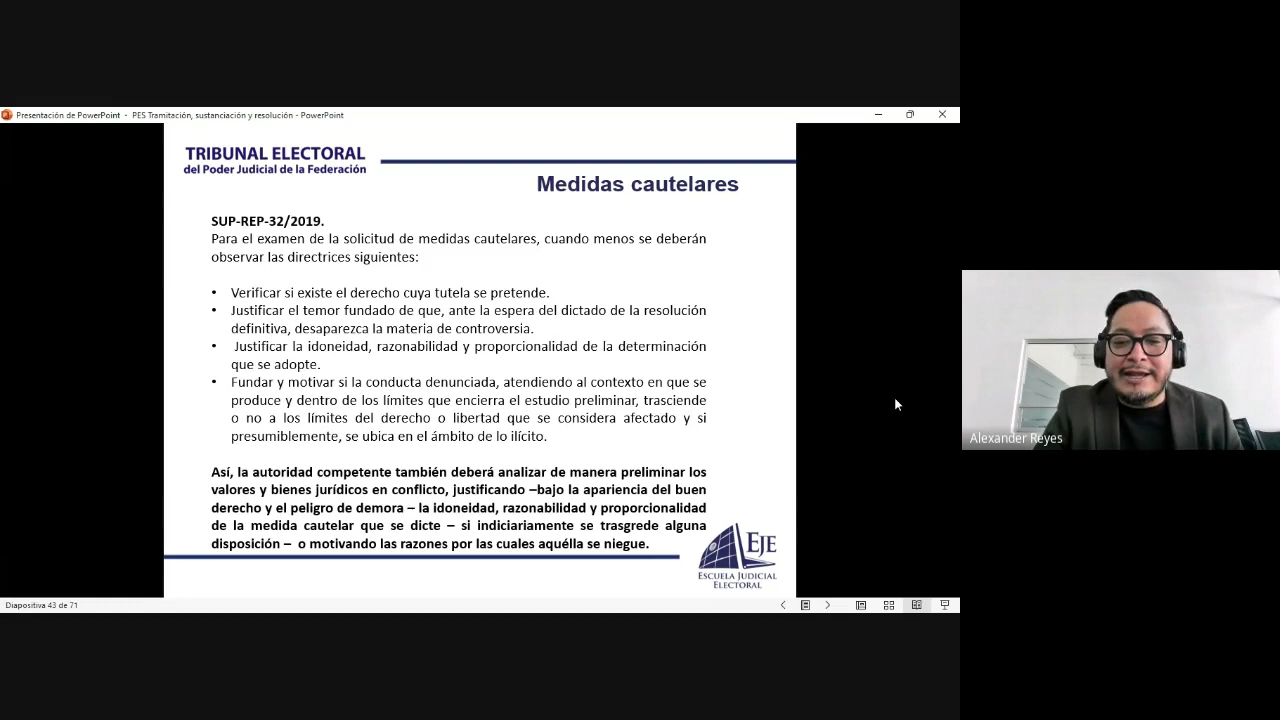 Presentación de PowerPoint - PES Tramitación, sustanciación y resolución - PowerPoint
TRIBUNAL ELECTORAL
del Poder Judicial de la Federación
Medidas cautelares
SUP-REP-32/2019.
Para el examen de la solicitud de medidas cautelares, cuando menos se deberán
observar las directrices siguientes:
• Verificar si existe el derecho cuya tutela se pretende.
• Justificar el temor fundado de que, ante la espera del dictado de la resolución
definitiva, desaparezca la materia de controversia.
• Justificar la idoneidad, razonabilidad y proporcionalidad de la determinación
que se adopte.
• Fundar y motivar si la conducta denunciada, atendiendo al contexto en que se
produce y dentro de los límites que encierra el estudio preliminar, trasciende
o no a los límites del derecho o libertad que se considera afectado y si
presumiblemente, se ubica en el ámbito de lo ilícito.
Así, la autoridad competente también deberá analizar de manera preliminar los
valores y bienes jurídicos en conflicto, justificando –bajo la apariencia del buen
derecho y el peligro de demora – la idoneidad, razonabilidad y proporcionalidad
de la medida cautelar que se dicte – si indiciariamente se trasgrede alguna
disposición – o motivando las razones por las cuales aquélla se niegue.
EJE
ESCUELA JUDICIAL
ELECTORAL
Diapositiva 43 de 71
Alexander Reyes